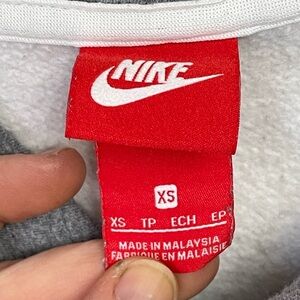 NIKE
XS
XS TP ECH EP
MADE IN MALAYSIA
FABRIQUE EN MALAISIE